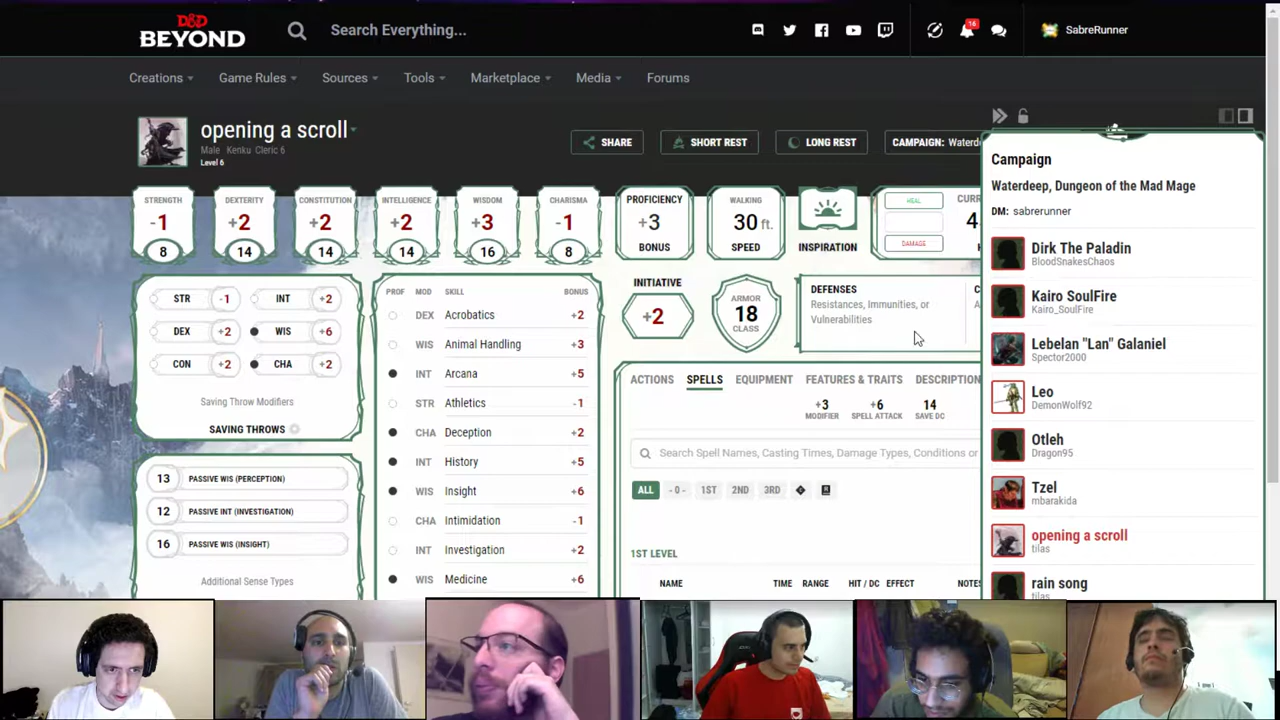 D&D
BEYOND
Search Everything...
16
SabreRunner
Creations
Game Rules
Sources
Tools
Marketplace
Media
Forums
opening a scroll
Male Kenku Cleric 6
Level 6
SHARE
SHORT REST
LONG REST
CAMPAIGN: Waterd
STRENGTH
-1
8
DEXTERITY
+2
14
CONSTITUTION
+2
14
INTELLIGENCE
+2
14
WISDOM
+3
16
CHARISMA
-1
8
PROFICIENCY
+3
BONUS
WALKING
30 ft.
SPEED
INSPIRATION
HEAL
DAMAGE
CURR
4
INITIATIVE
+2
ARMOR
18
CLASS
DEFENSES
Resistances, Immunities, or
Vulnerabilities
STR -1
INT +2
DEX +2
WIS +6
CON +2
CHA +2
Saving Throw Modifiers
SAVING THROWS
13 PASSIVE WIS (PERCEPTION)
12 PASSIVE INT (INVESTIGATION)
16 PASSIVE WIS (INSIGHT)
Additional Sense Types
PROF MOD SKILL BONUS
DEX Acrobatics +2
WIS Animal Handling +3
INT Arcana +5
STR Athletics -1
CHA Deception +2
INT History +5
WIS Insight +6
CHA Intimidation -1
INT Investigation +2
WIS Medicine +6
ACTIONS
SPELLS
EQUIPMENT
FEATURES & TRAITS
DESCRIPTION
+3
MODIFIER
+6
SPELL ATTACK
14
SAVE DC
Search Spell Names, Casting Times, Damage Types, Conditions or
ALL
- 0 -
1ST
2ND
3RD
1ST LEVEL
NAME TIME RANGE HIT / DC EFFECT NOTES
Campaign
Waterdeep, Dungeon of the Mad Mage
DM: sabrerunner
Dirk The Paladin
BloodSnakesChaos
Kairo SoulFire
Kairo_SoulFire
Lebelan "Lan" Galaniel
Spector2000
Leo
DemonWolf92
Otleh
Dragon95
Tzel
mbarakida
opening a scroll
tilas
rain song
tilas